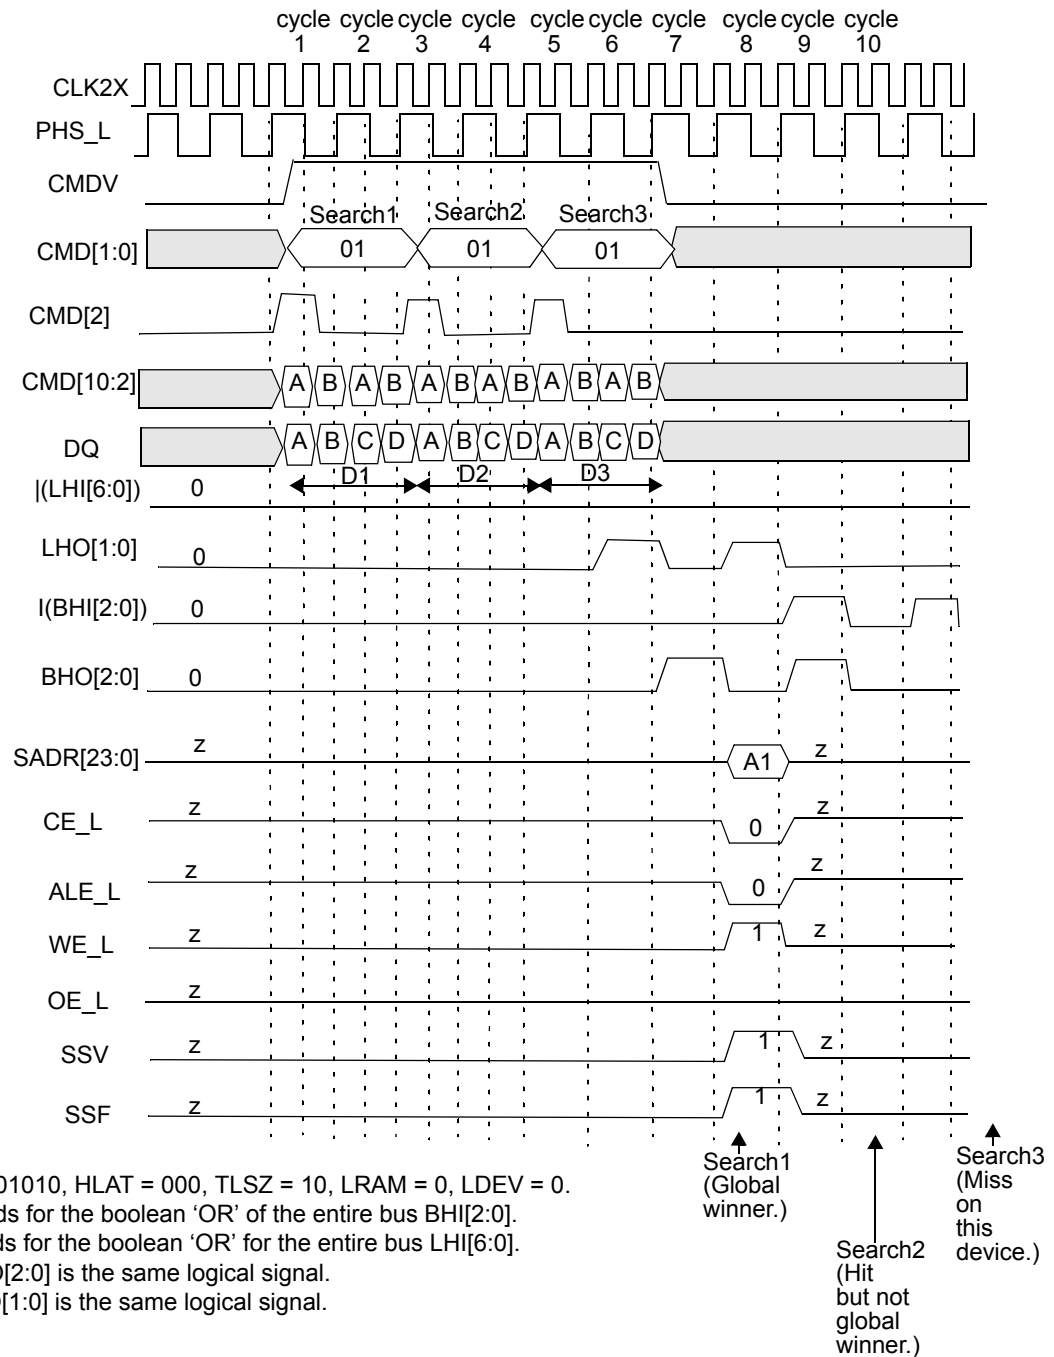 cycle cycle cycle cycle cycle cycle cycle cycle cycle cycle
1 2 3 4 5 6 7 8 9 10
CLK2X
PHS_L
CMDV
Search1 Search2 Search3
CMD[1:0] 01 01 01
CMD[2]
CMD[10:2] A B A B A B A B A B A B
DQ A B C D A B C D A B C D
D1 D2 D3
|(LHI[6:0]) 0
LHO[1:0] 0
I(BHI[2:0]) 0
BHO[2:0] 0
SADR[23:0] z A1 z
CE_L z 0 z
ALE_L z 0 z
WE_L z 1 z
OE_L z
SSV z 1 z
SSF z 1 z
Search1
(Global
winner.)
Search2
(Hit
but not
global
winner.)
Search3
(Miss
on
this
device.)
01010, HLAT = 000, TLSZ = 10, LRAM = 0, LDEV = 0.
ds for the boolean ‘OR’ of the entire bus BHI[2:0].
ds for the boolean ‘OR’ for the entire bus LHI[6:0].
[2:0] is the same logical signal.
[1:0] is the same logical signal.